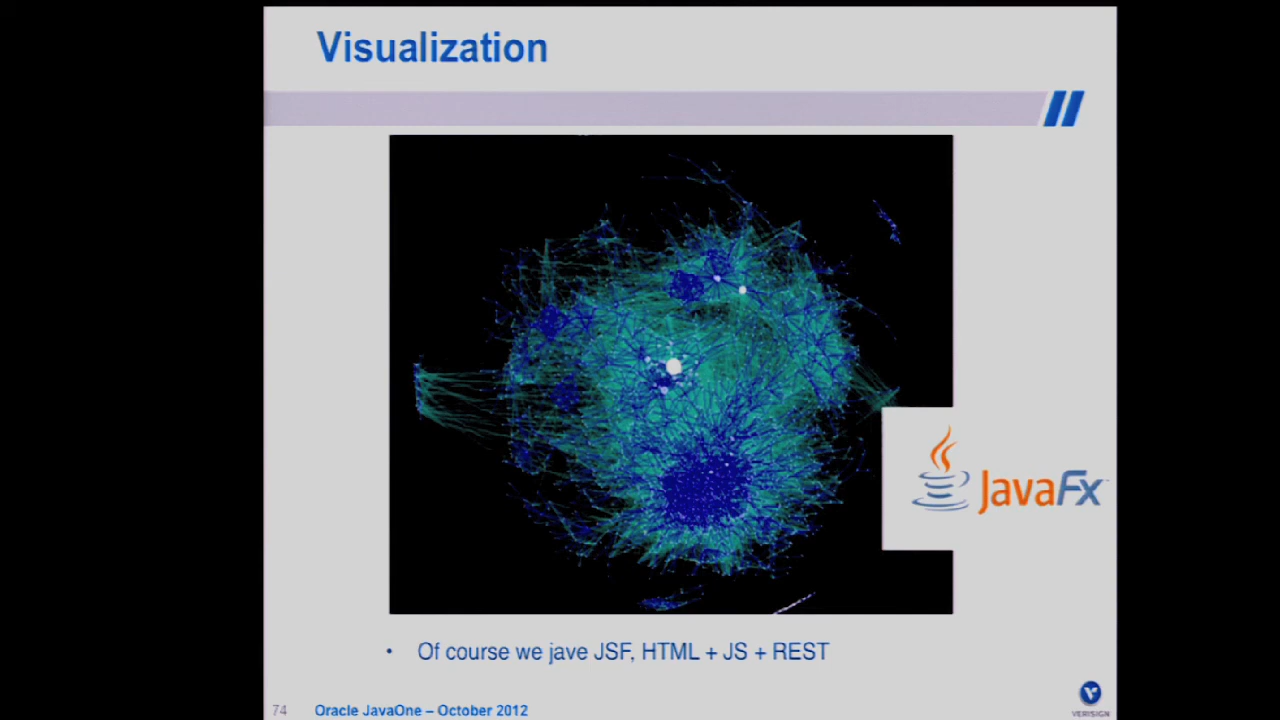 Visualization
JavaFx
Of course we jave JSF, HTML + JS + REST
74 Oracle JavaOne – October 2012
VERISIGN